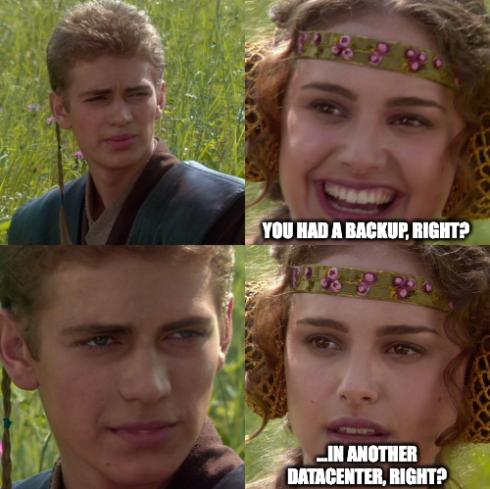 YOU HAD A BACKUP, RIGHT?
...IN ANOTHER
DATACENTER, RIGHT?